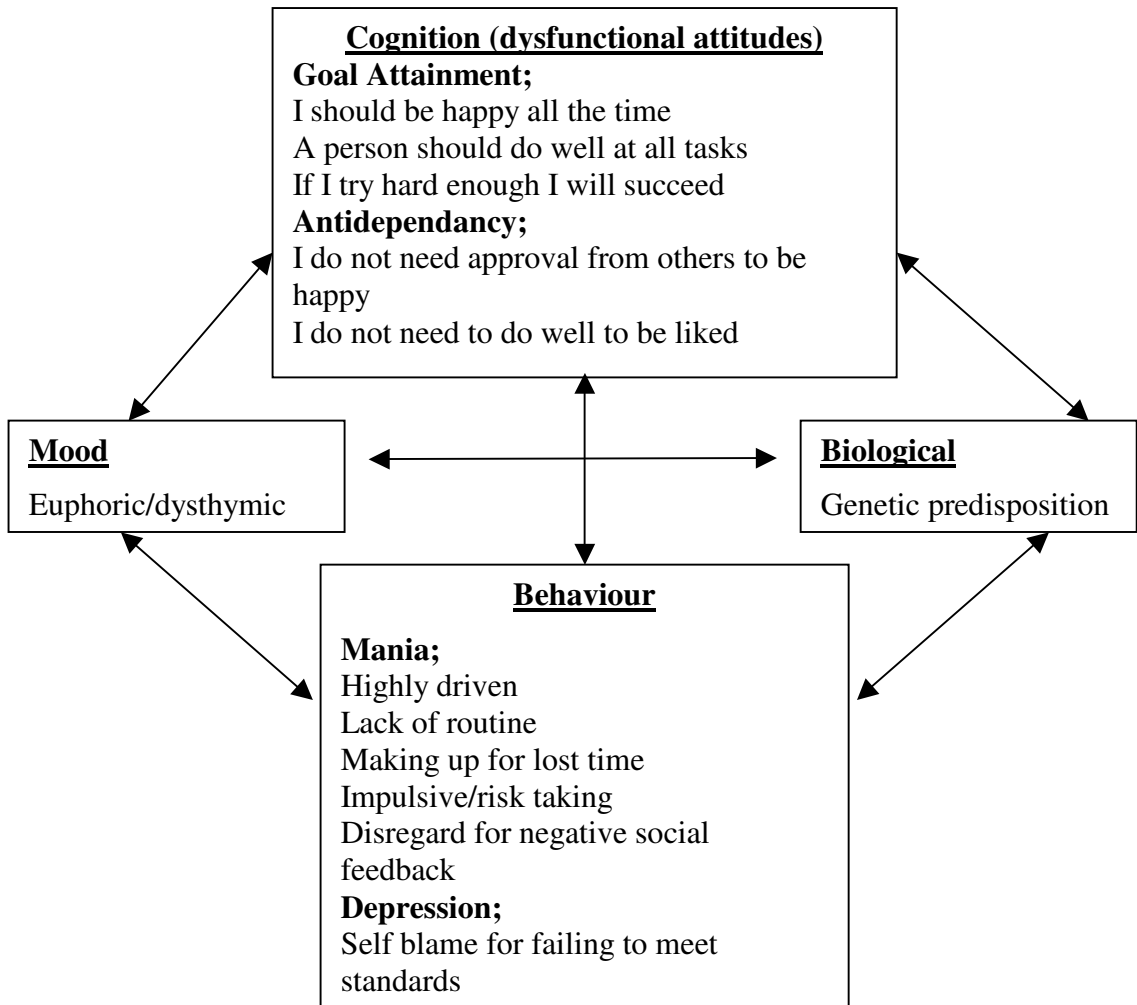 Cognition (dysfunctional attitudes)
Goal Attainment;
I should be happy all the time
A person should do well at all tasks
If I try hard enough I will succeed
Antidependancy;
I do not need approval from others to be
happy
I do not need to do well to be liked
Mood
Euphoric/dysthymic
Biological
Genetic predisposition
Behaviour
Mania;
Highly driven
Lack of routine
Making up for lost time
Impulsive/risk taking
Disregard for negative social
feedback
Depression;
Self blame for failing to meet
standards